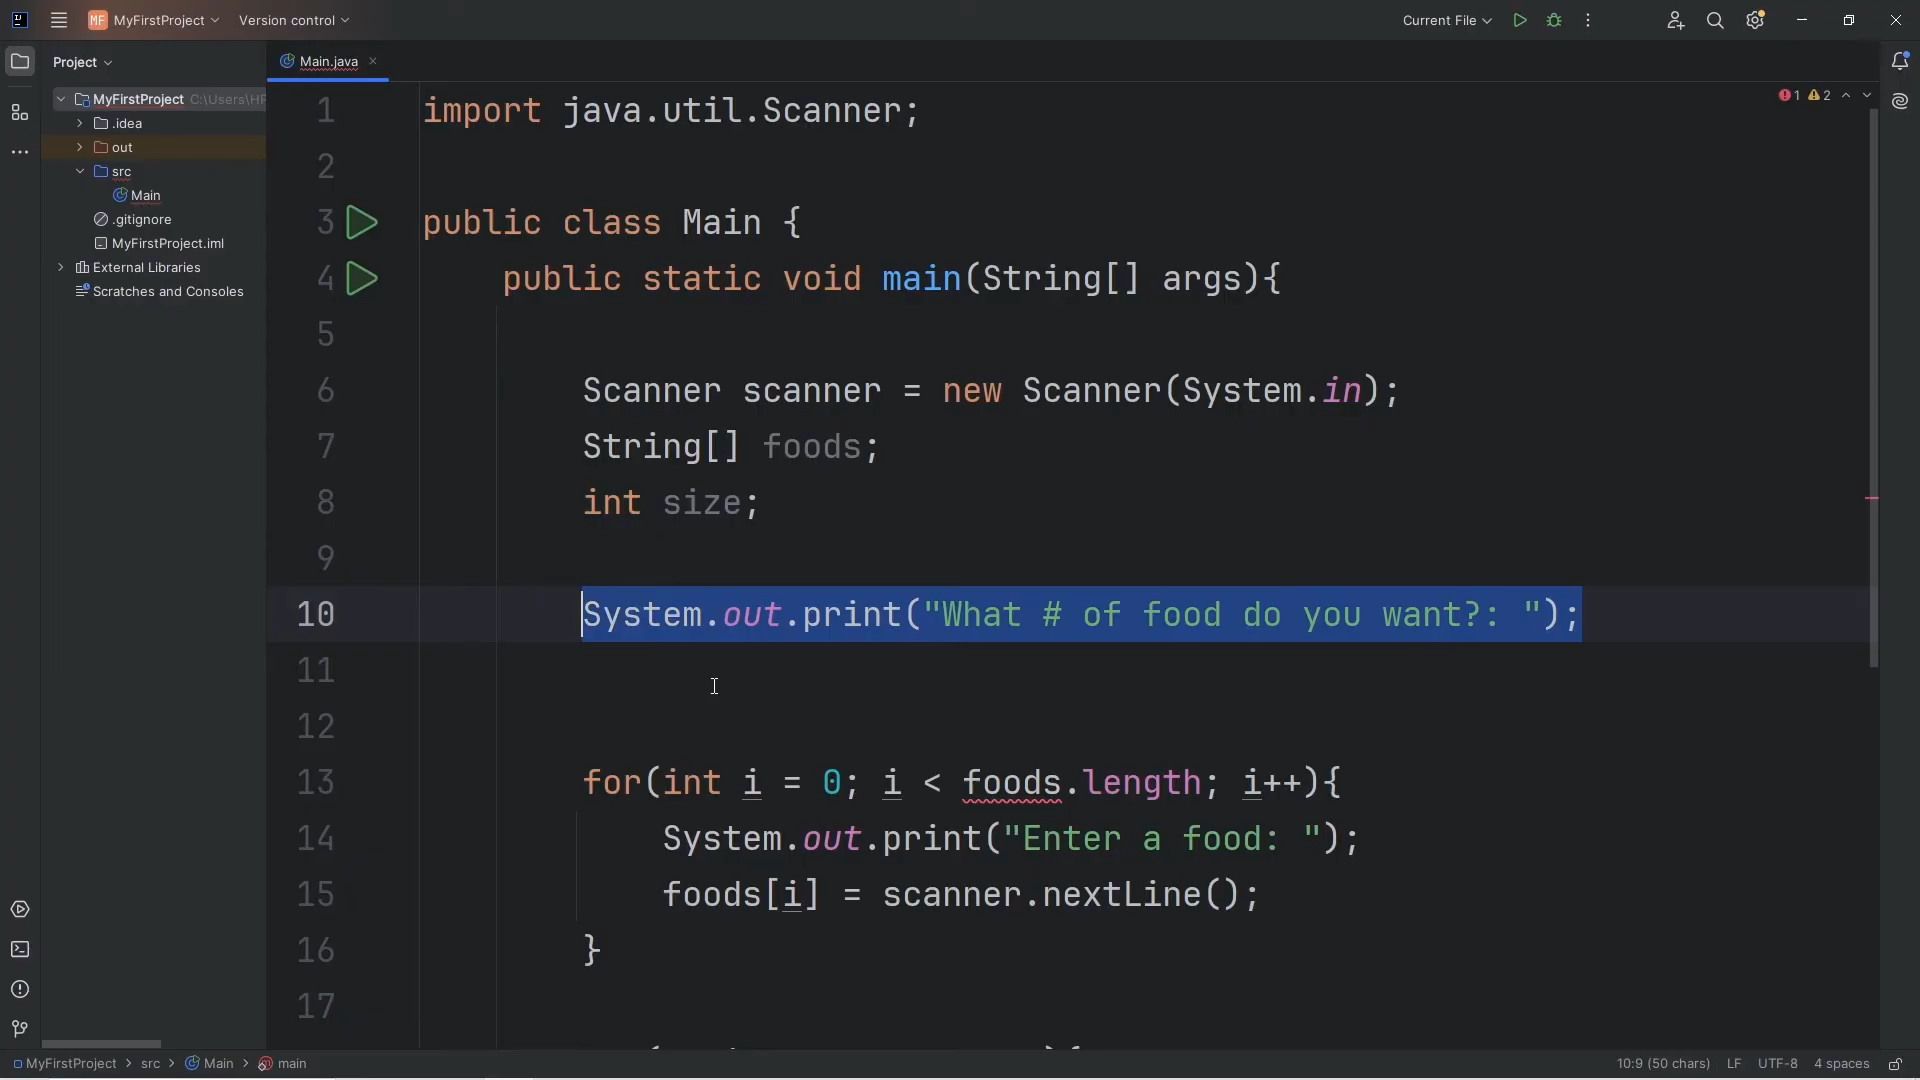 MF MyFirstProject Version control Current File
Project
Main.java
MyFirstProject C:\Users\HP
.idea
out
src
Main
.gitignore
MyFirstProject.iml
External Libraries
Scratches and Consoles
1 2
1 import java.util.Scanner;
2
3 public class Main {
4 public static void main(String[] args){
5
6 Scanner scanner = new Scanner(System.in);
7 String[] foods;
8 int size;
9
10 System.out.print("What # of food do you want?: ");
11
12
13 for(int i = 0; i < foods.length; i++){
14 System.out.print("Enter a food: ");
15 foods[i] = scanner.nextLine();
16 }
17
MyFirstProject > src > Main > main 10:9 (50 chars) LF UTF-8 4 spaces